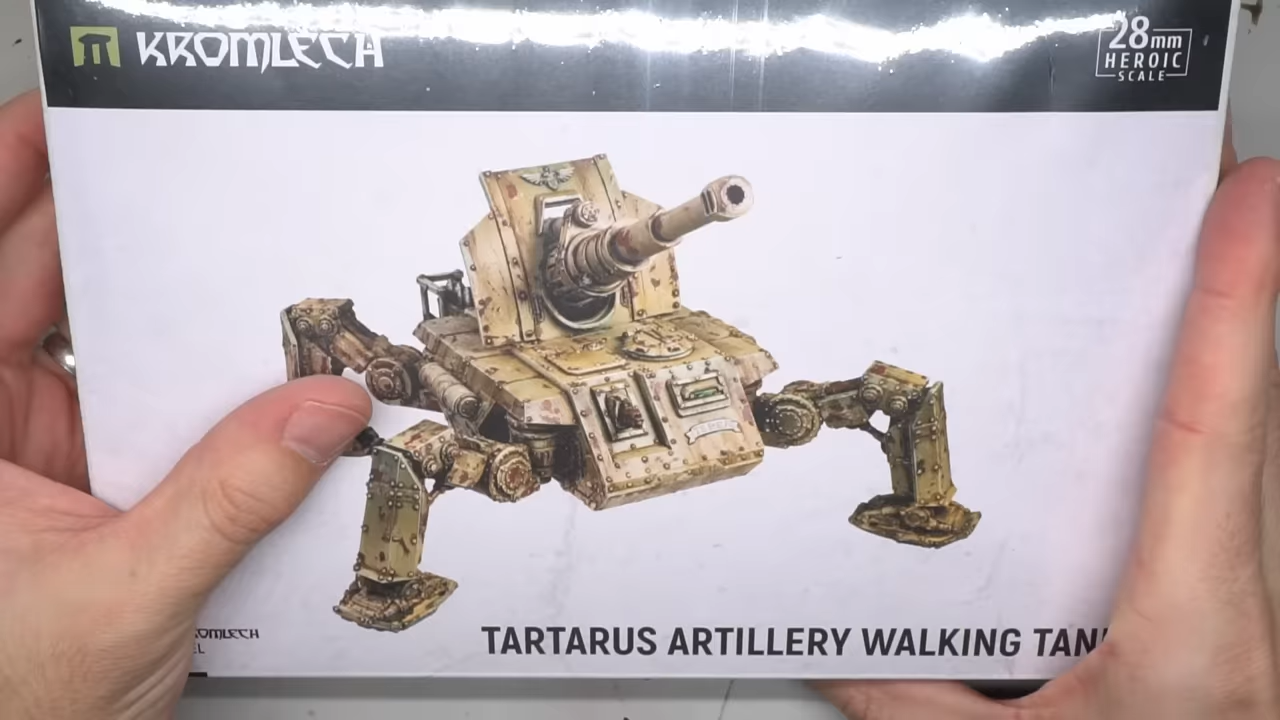 KROMLECH
28mm
HEROIC
SCALE
TARTARUS ARTILLERY WALKING TAN